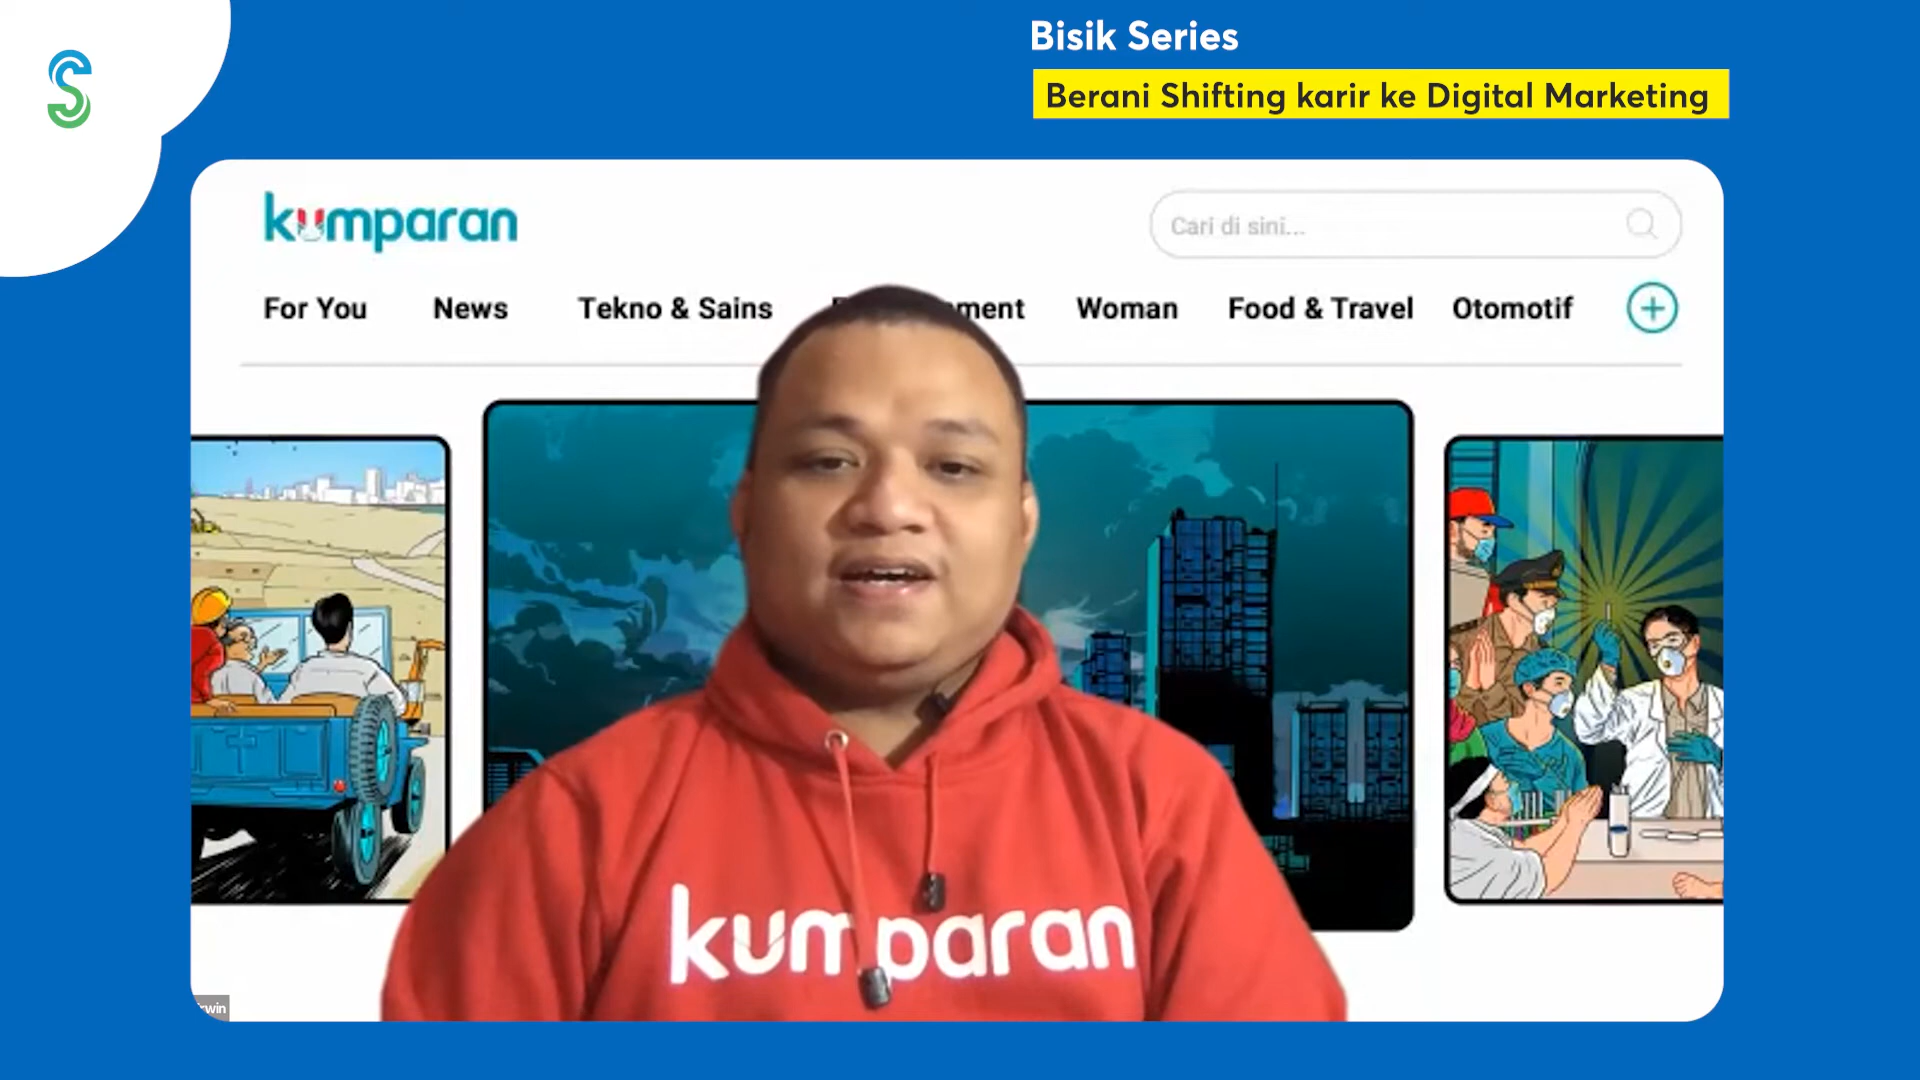 Bisik Series
Berani Shifting karir ke Digital Marketing
kumparan
Cari di sini...
For You News Tekno & Sains ment Woman Food & Travel Otomotif
kumparan
rwin